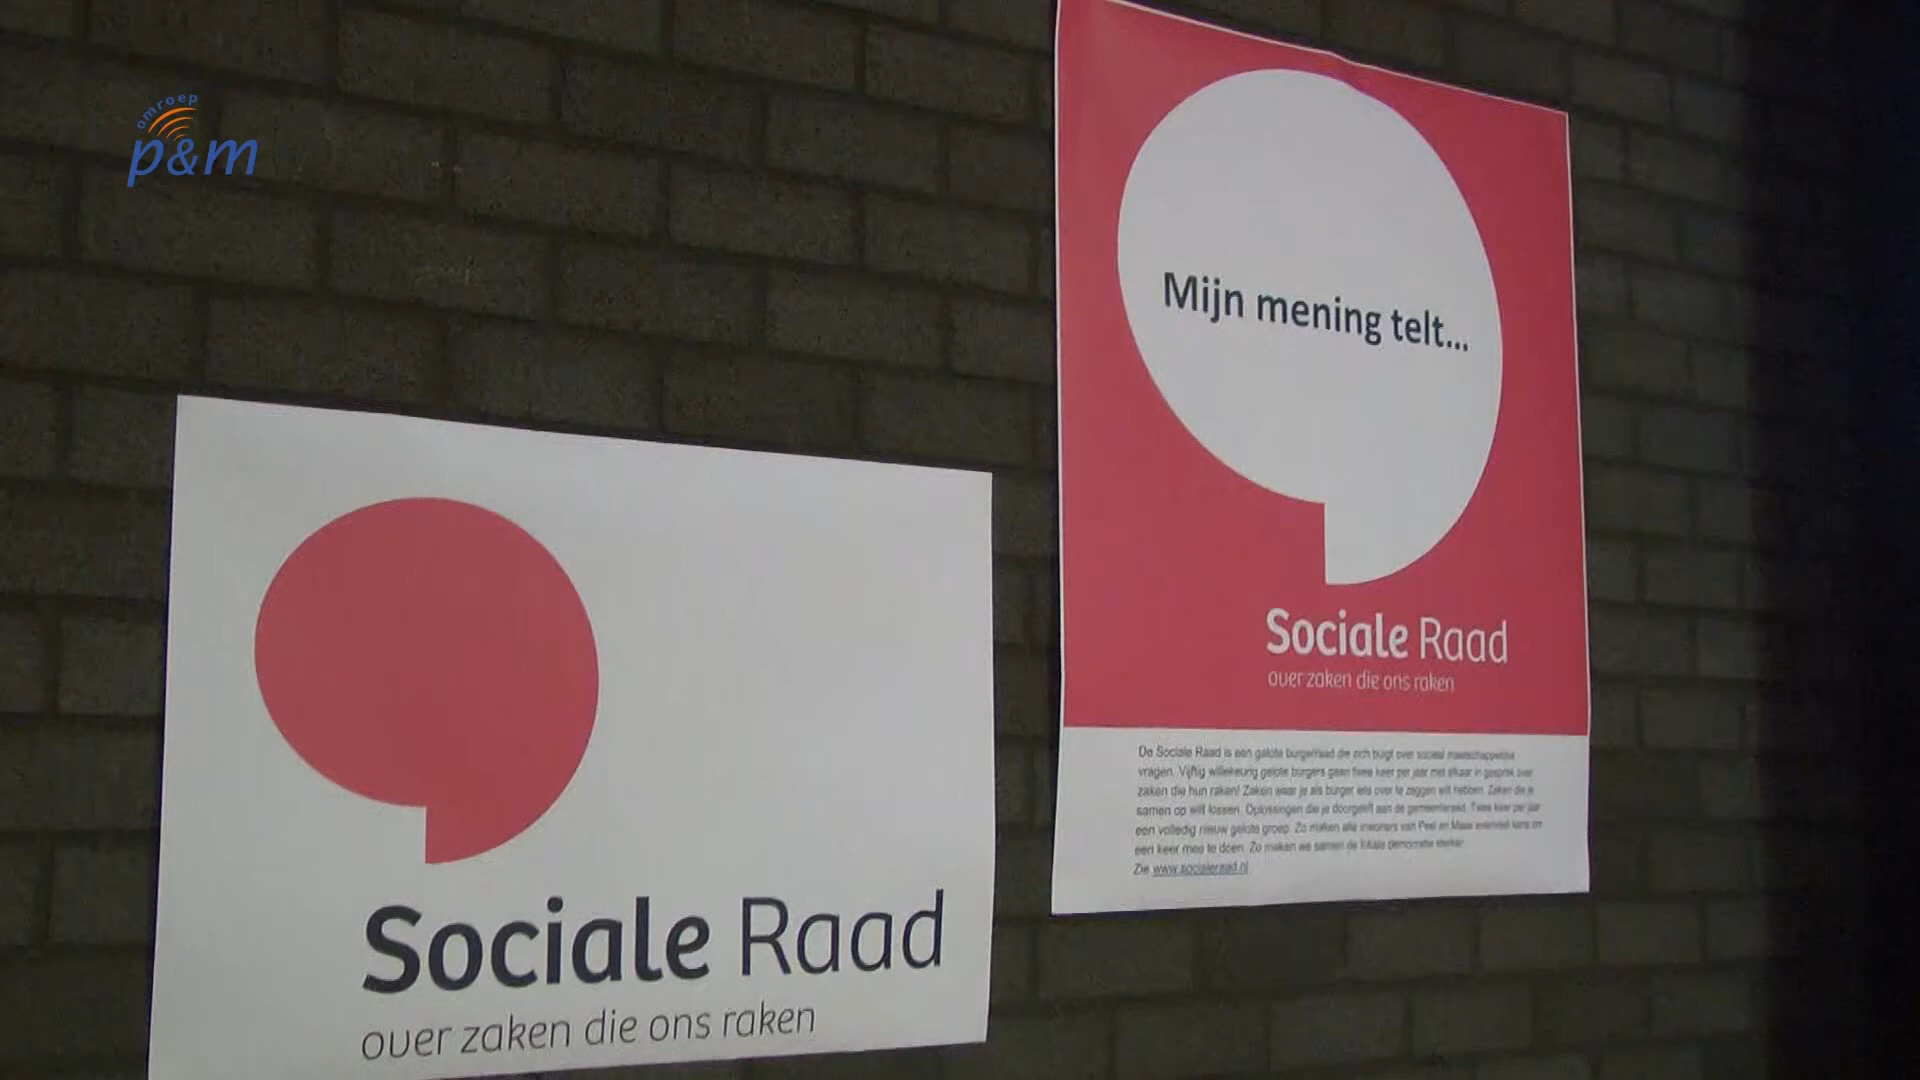 omroep
p&m
Mijn mening telt...
Sociale Raad
over zaken die ons raken
De Sociale Raad is een gelote burgerraad die zich buigt over sociaal maatschappelijke
vragen. Vijftig willekeurig gelote burgers gaan twee keer per jaar met elkaar in gesprek over
zaken die hun raken! Zaken waar je als burger iets over te zeggen wilt hebben. Zaken die je
samen op wilt lossen. Oplossingen die je doorgeeft aan de gemeenteraad. Twee keer per jaar
een volledig nieuw gelote groep. Zo maken alle inwoners van Peel en Maas evenveel kans om
een keer mee te doen. Zo maken we samen de lokale democratie sterker.
Zie www.socialeraad.nl
Sociale Raad
over zaken die ons raken